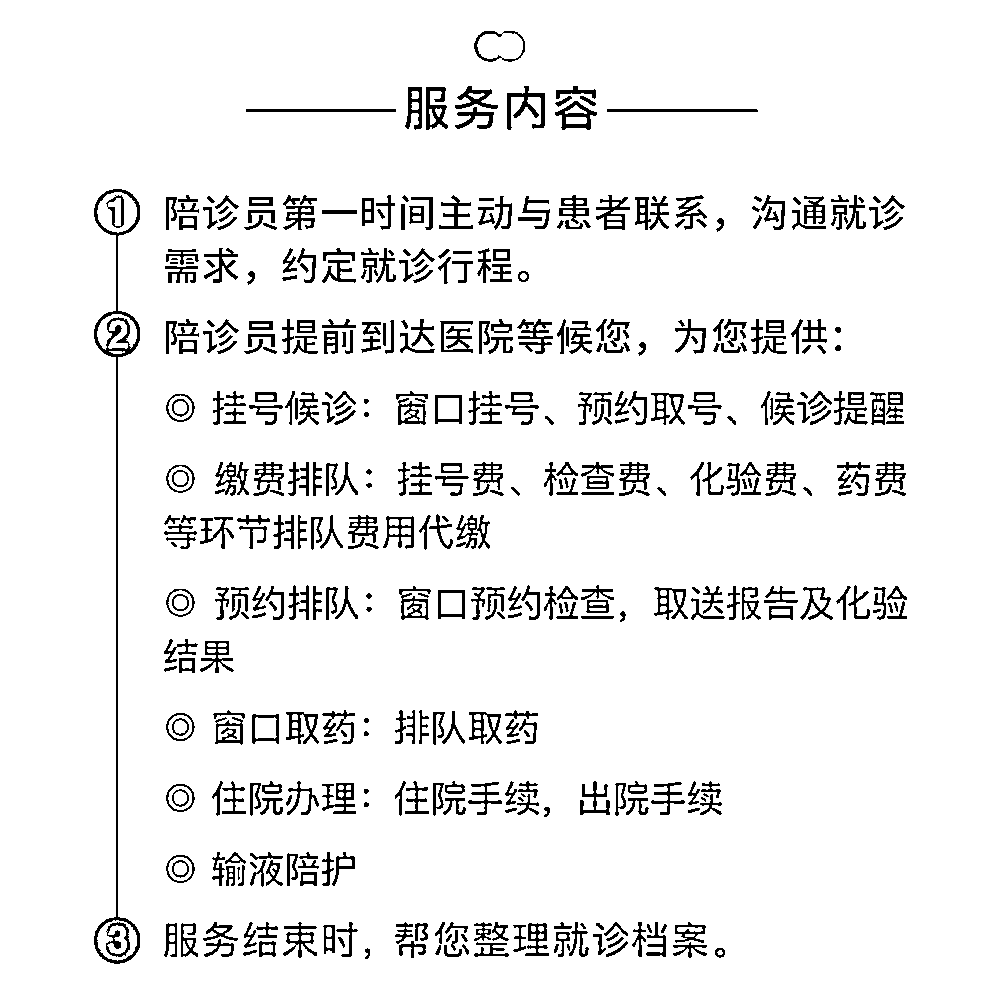 服务内容
① 陪诊员第一时间主动与患者联系，沟通就诊
需求，约定就诊行程。
② 陪诊员提前到达医院等候您，为您提供：
◎ 挂号候诊：窗口挂号、预约取号、候诊提醒
◎ 缴费排队：挂号费、检查费、化验费、药费
等环节排队费用代缴
◎ 预约排队：窗口预约检查，取送报告及化验
结果
◎ 窗口取药：排队取药
◎ 住院办理：住院手续，出院手续
◎ 输液陪护
③ 服务结束时，帮您整理就诊档案。